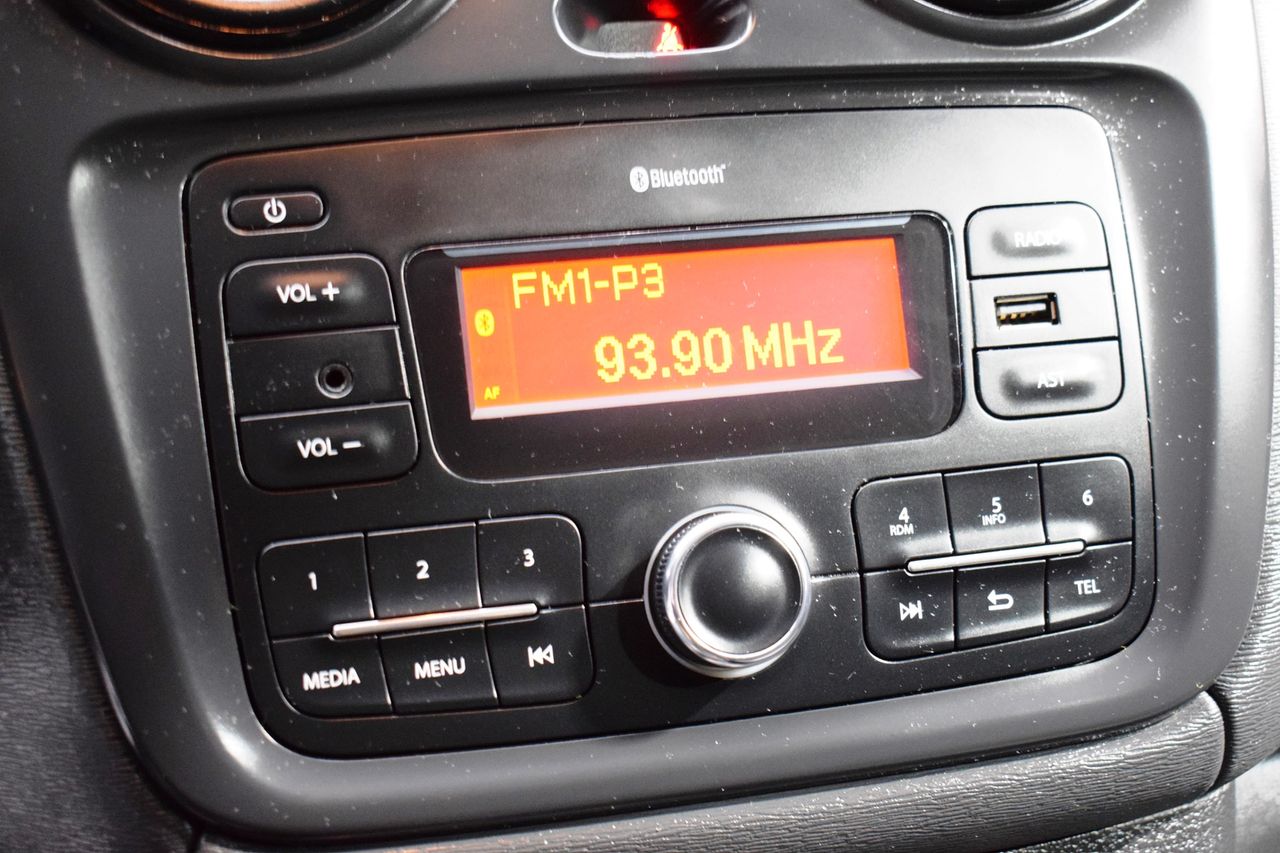 Bluetooth
VOL +
VOL −
FM1-P3
93.90 MHz
AF
RADIO
AST
1
2
3
MEDIA
MENU
4
RDM
5
INFO
6
TEL